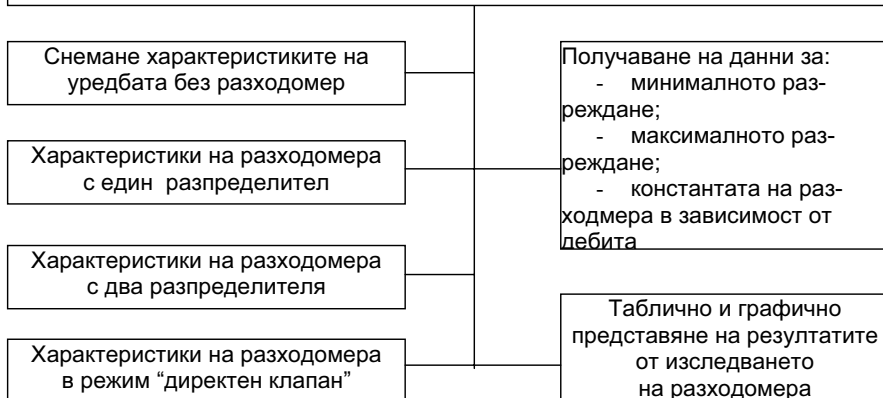 Снемане характеристиките на
уредбата без разходомер
Характеристики на разходомера
с един разпределител
Характеристики на разходомера
с два разпределителя
Характеристики на разходомера
в режим “директен клапан”
Получаване на данни за:
- минималното раз-
реждане;
- максималното раз-
реждане;
- константата на раз-
ходмера в зависимост от
дебита
Таблично и графично
представяне на резултатите
от изследването
на разходомера